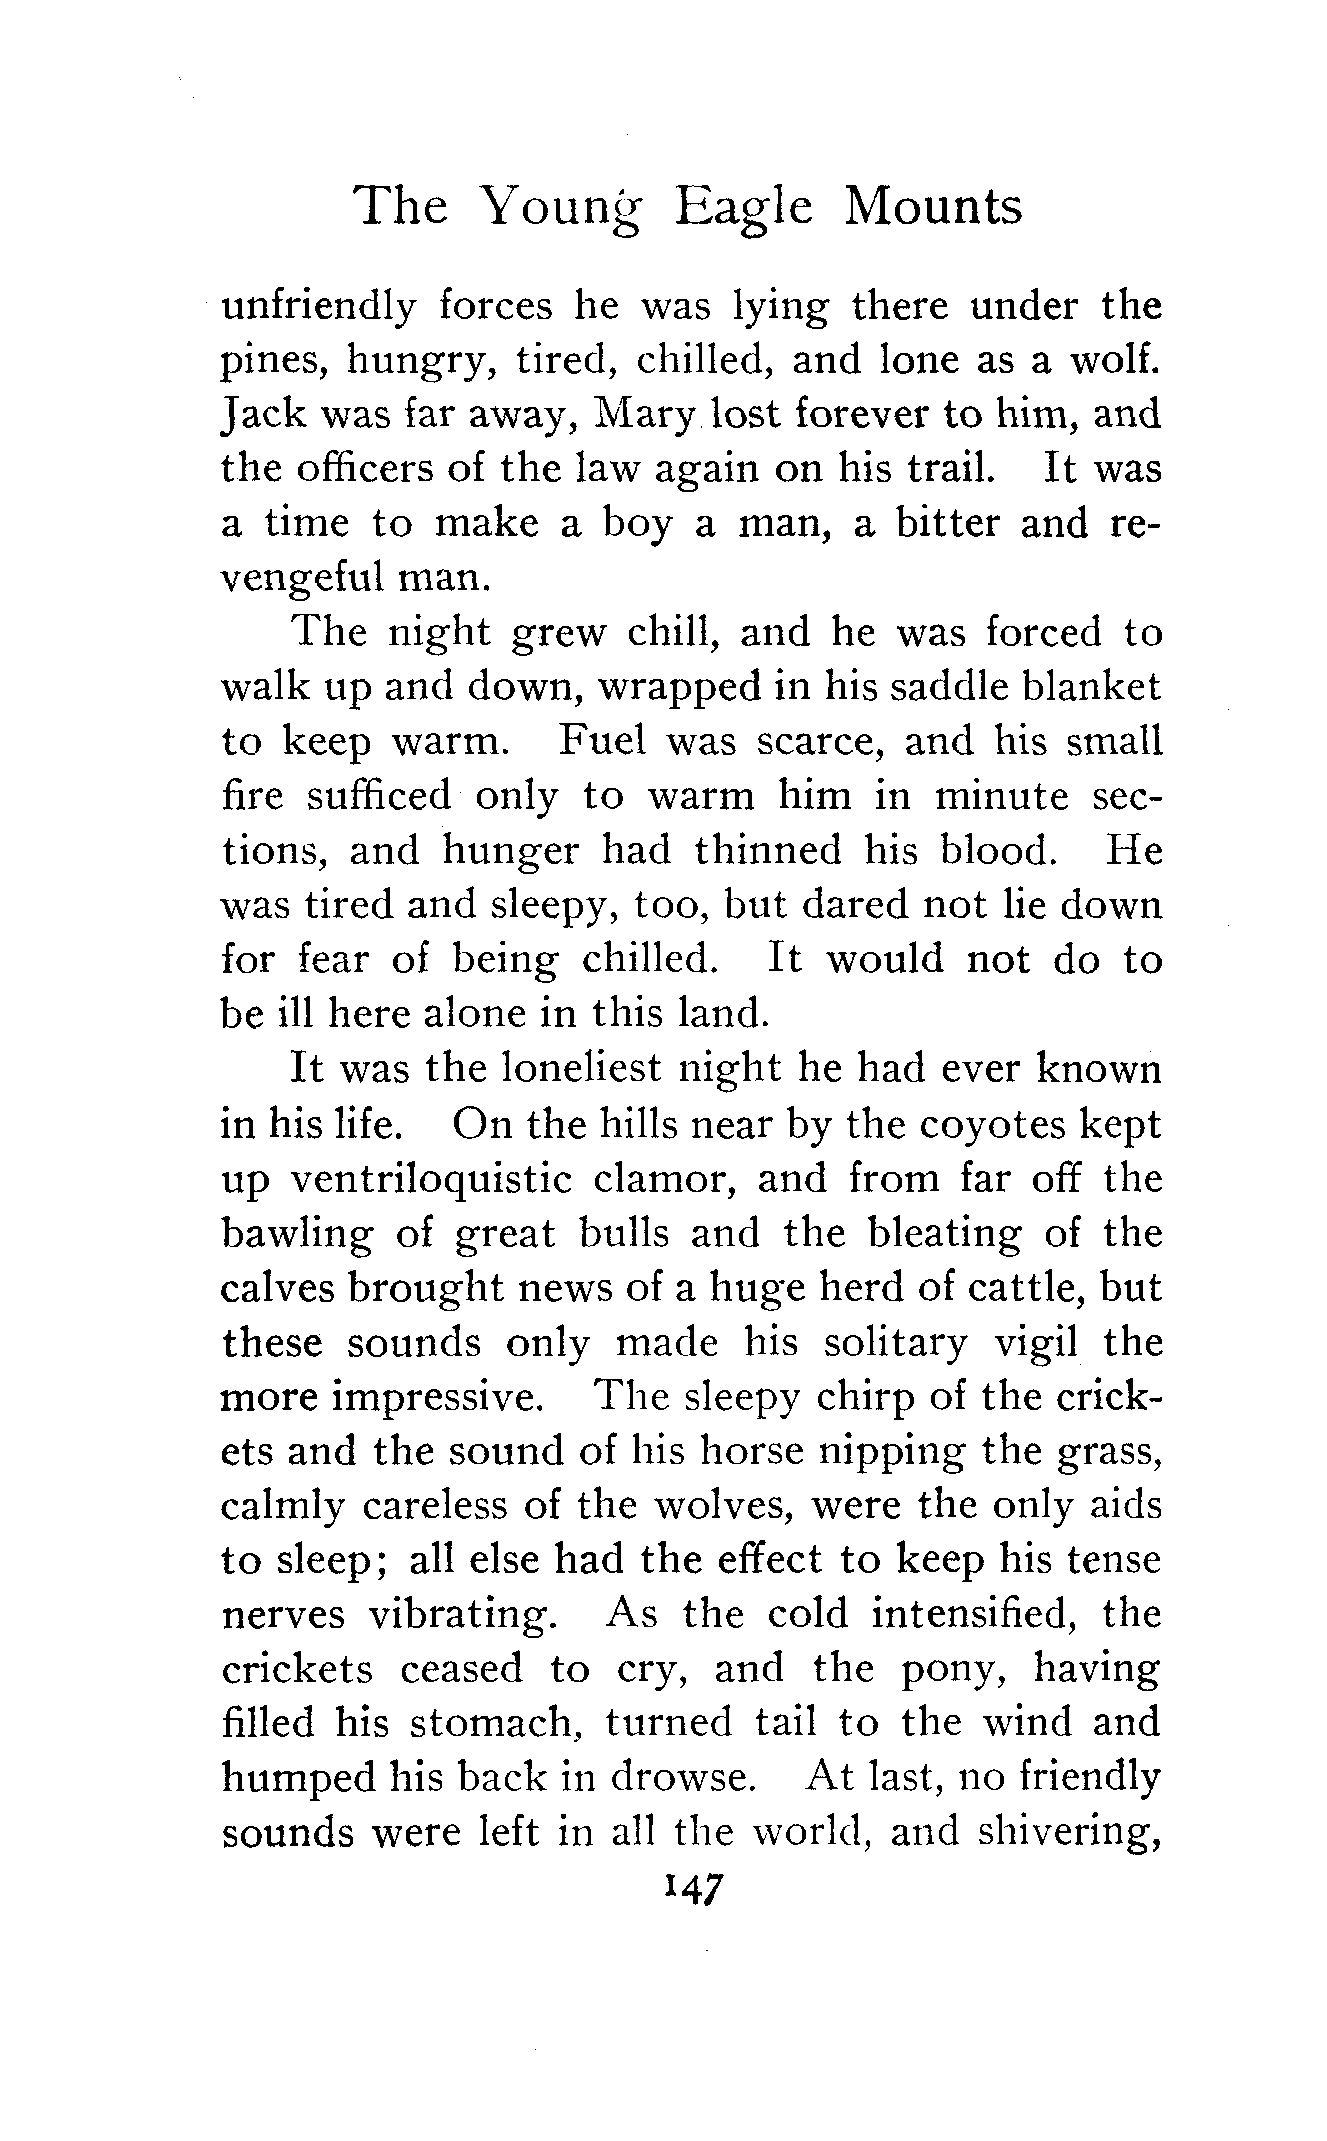 The Young Eagle Mounts
unfriendly forces he was lying there under the
pines, hungry, tired, chilled, and lone as a wolf.
Jack was far away, Mary lost forever to him, and
the officers of the law again on his trail. It was
a time to make a boy a man, a bitter and re-
vengeful man.
The night grew chill, and he was forced to
walk up and down, wrapped in his saddle blanket
to keep warm. Fuel was scarce, and his small
fire sufficed only to warm him in minute sec-
tions, and hunger had thinned his blood. He
was tired and sleepy, too, but dared not lie down
for fear of being chilled. It would not do to
be ill here alone in this land.
It was the loneliest night he had ever known
in his life. On the hills near by the coyotes kept
up ventriloquistic clamor, and from far off the
bawling of great bulls and the bleating of the
calves brought news of a huge herd of cattle, but
these sounds only made his solitary vigil the
more impressive. The sleepy chirp of the crick-
ets and the sound of his horse nipping the grass,
calmly careless of the wolves, were the only aids
to sleep; all else had the effect to keep his tense
nerves vibrating. As the cold intensified, the
crickets ceased to cry, and the pony, having
filled his stomach, turned tail to the wind and
humped his back in drowse. At last, no friendly
sounds were left in all the world, and shivering,
147